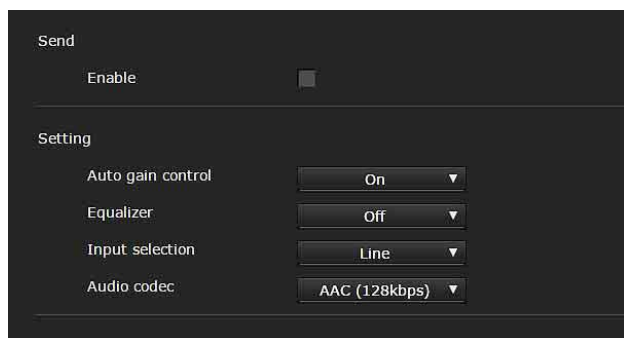 Send
Enable
Setting
Auto gain control On
Equalizer Off
Input selection Line
Audio codec AAC (128kbps)